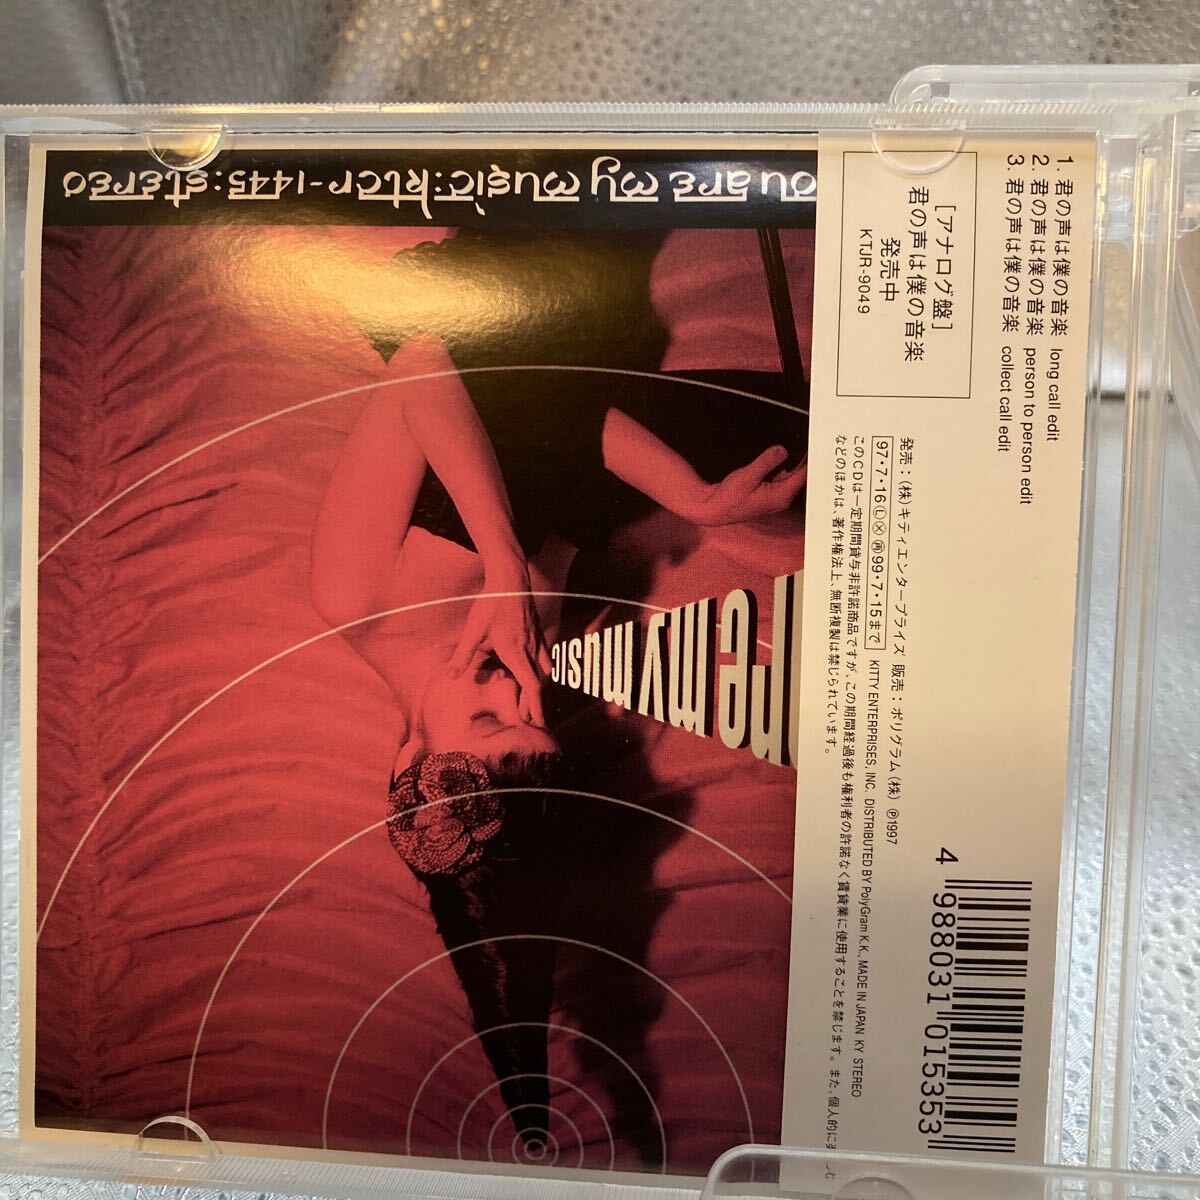 ou are my music:ktcr-1445:stereo
re my music
1. 君の声は僕の音楽 long call edit
2. 君の声は僕の音楽 person to person edit
3. 君の声は僕の音楽 collect call edit
[アナログ盤]
君の声は僕の音楽
発売中
KTJR-9049
発売：(株)キティエンタープライズ 販売：ポリグラム(株) ℗1997
97・7・16 Ⓛ Ⓧ ㊞ 99・7・15まで KITTY ENTERPRISES, INC. DISTRIBUTED BY PolyGram K.K., MADE IN JAPAN KY STEREO
このCDは一定期間貸与非許諾商品ですが、この期間経過後も権利者の許諾なく賃貸業に使用することを禁じます。また、個人的に楽しむ
などのほかは、著作権法上、無断複製は禁じられています。
4 988031 015353